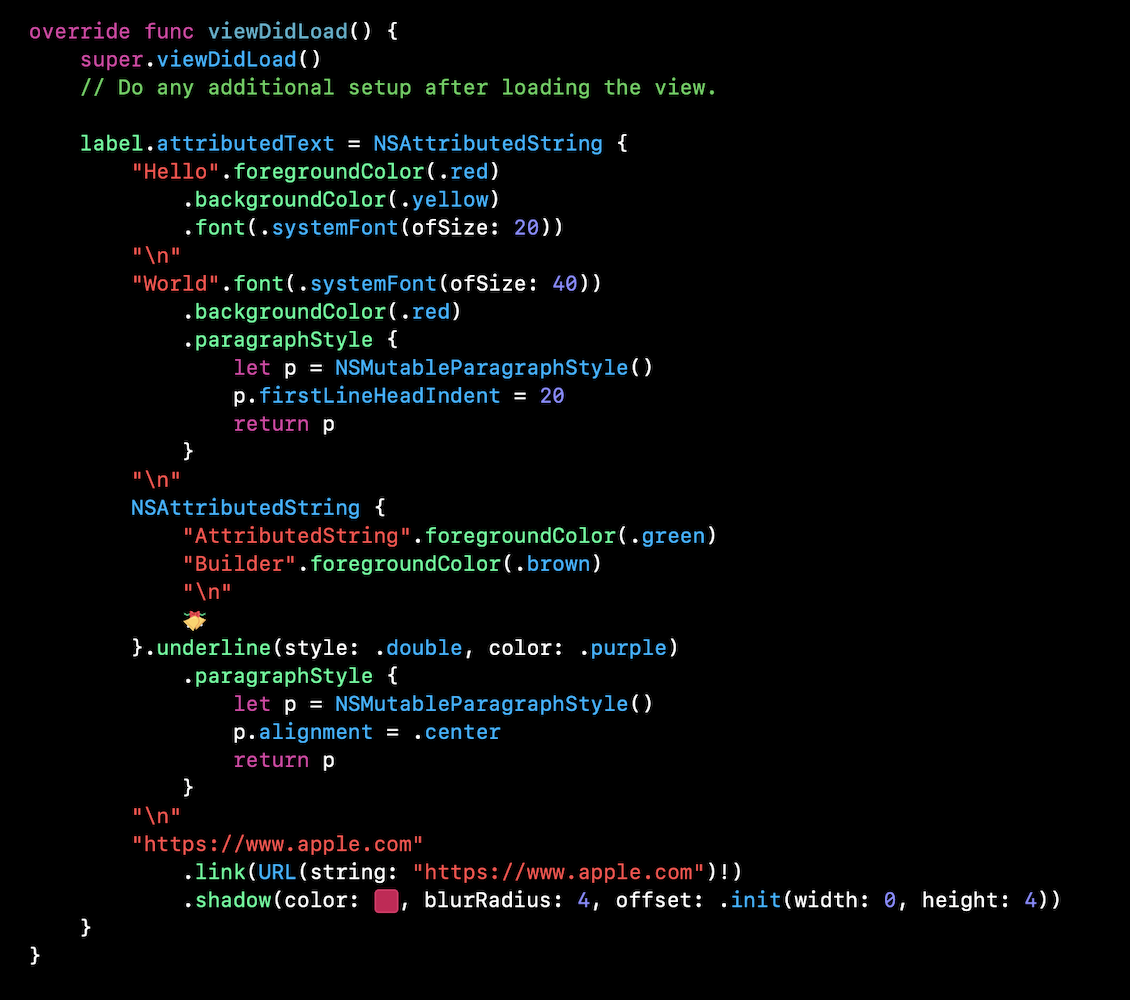 override func viewDidLoad() {
    super.viewDidLoad()
    // Do any additional setup after loading the view.

    label.attributedText = NSAttributedString {
        "Hello".foregroundColor(.red)
            .backgroundColor(.yellow)
            .font(.systemFont(ofSize: 20))
        "\n"
        "World".font(.systemFont(ofSize: 40))
            .backgroundColor(.red)
            .paragraphStyle {
                let p = NSMutableParagraphStyle()
                p.firstLineHeadIndent = 20
                return p
            }
        "\n"
        NSAttributedString {
            "AttributedString".foregroundColor(.green)
            "Builder".foregroundColor(.brown)
            "\n"
        }.underline(style: .double, color: .purple)
            .paragraphStyle {
                let p = NSMutableParagraphStyle()
                p.alignment = .center
                return p
            }
        "\n"
        "https://www.apple.com"
            .link(URL(string: "https://www.apple.com")!)
            .shadow(color: , blurRadius: 4, offset: .init(width: 0, height: 4))
    }
}